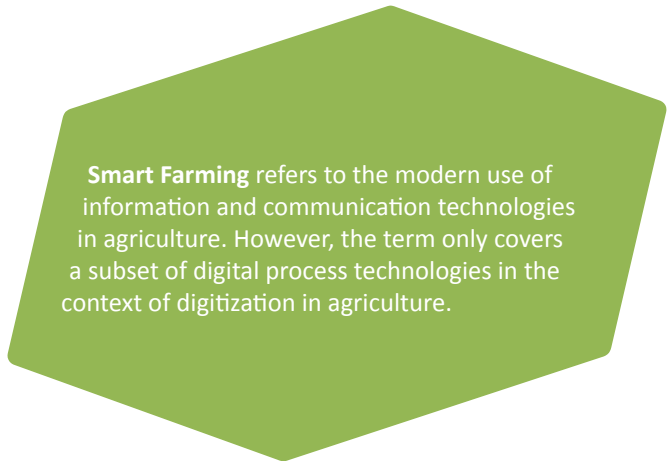 Smart Farming refers to the modern use of
information and communication technologies
in agriculture. However, the term only covers
a subset of digital process technologies in the
context of digitization in agriculture.